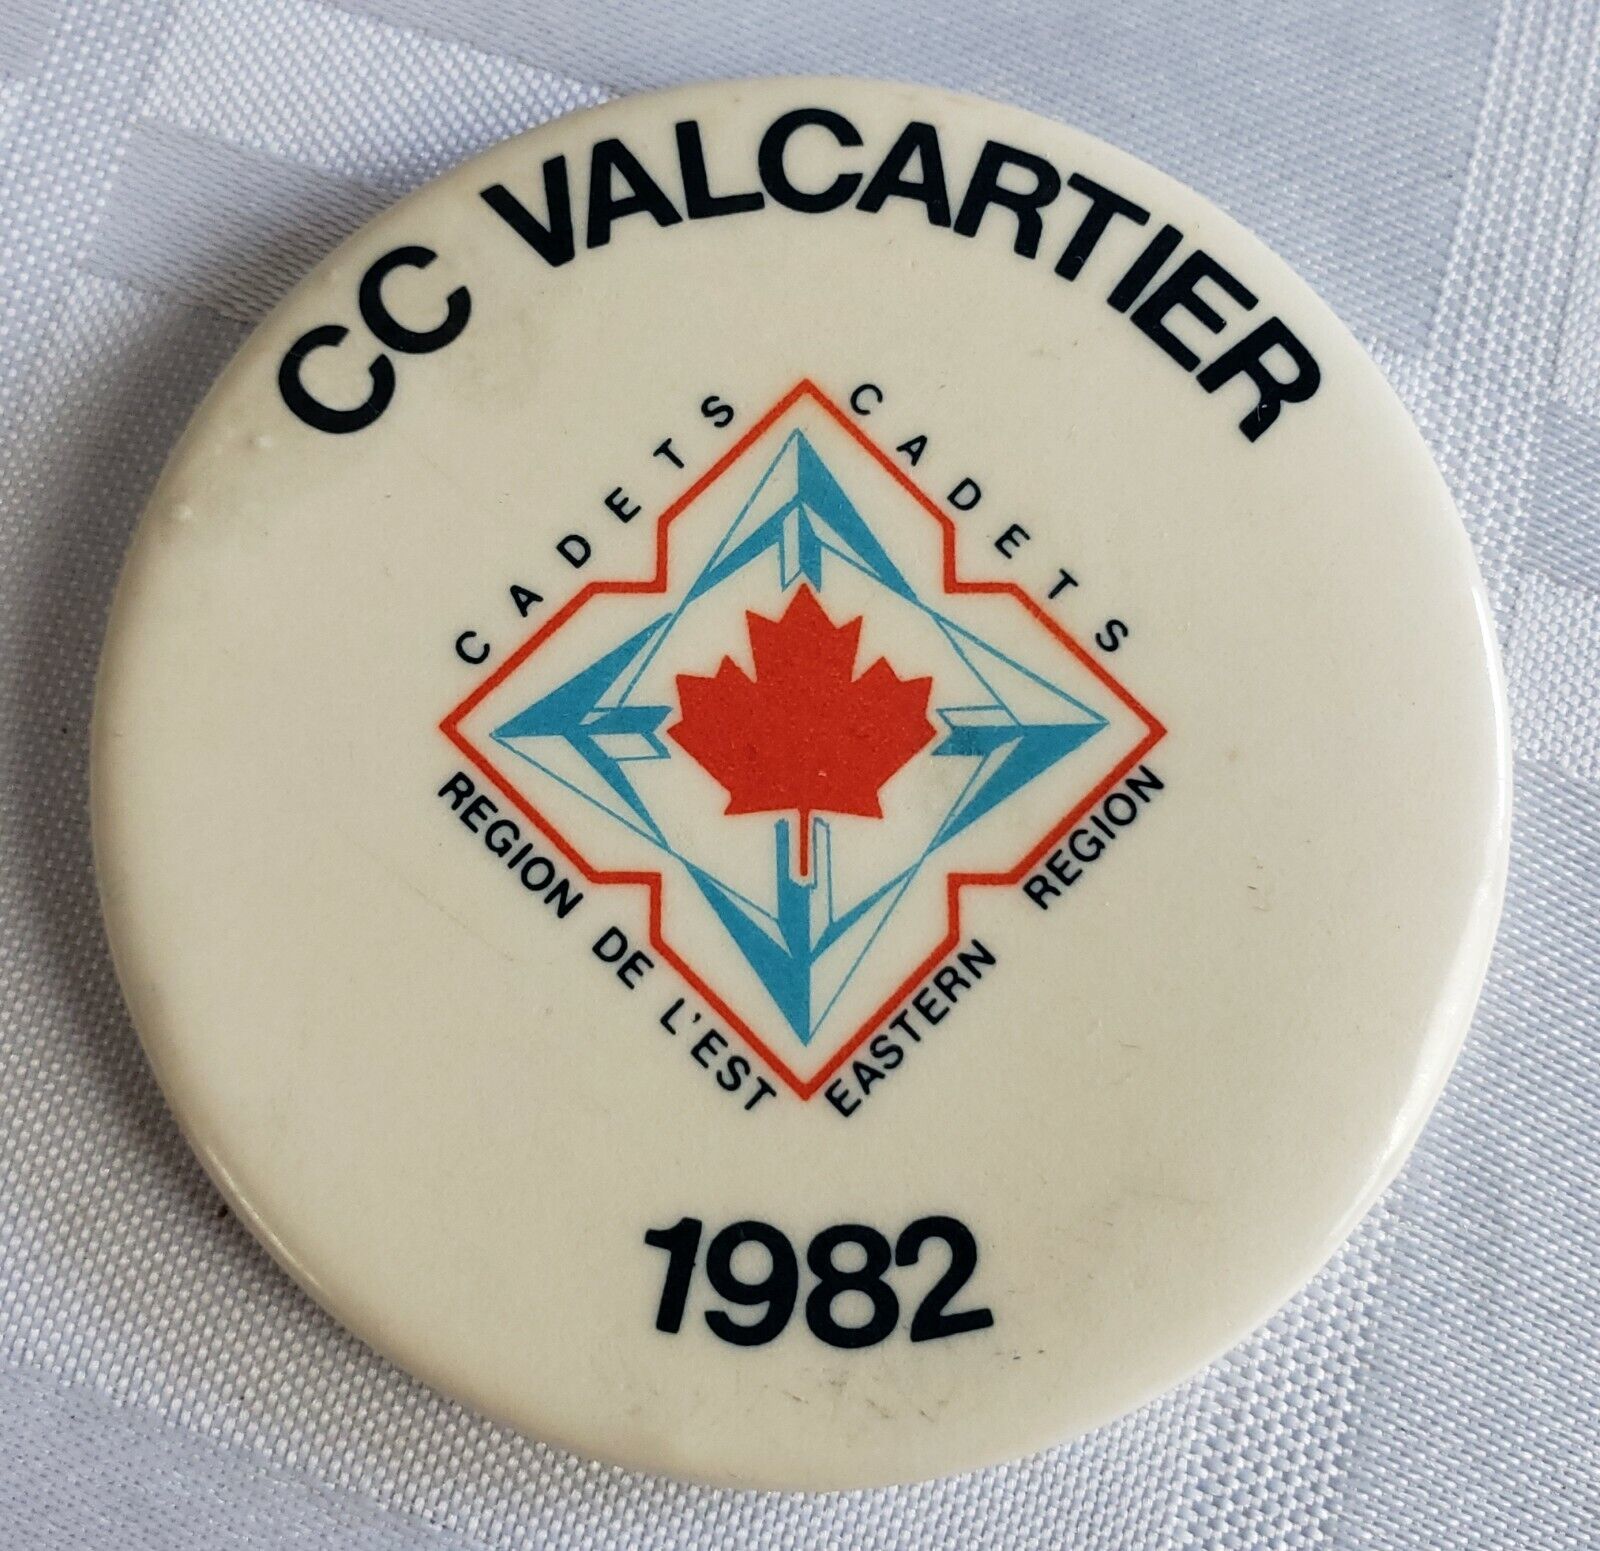 CC VALCARTIER
CADETS CADETS
REGION DE L'EST
EASTERN REGION
1982